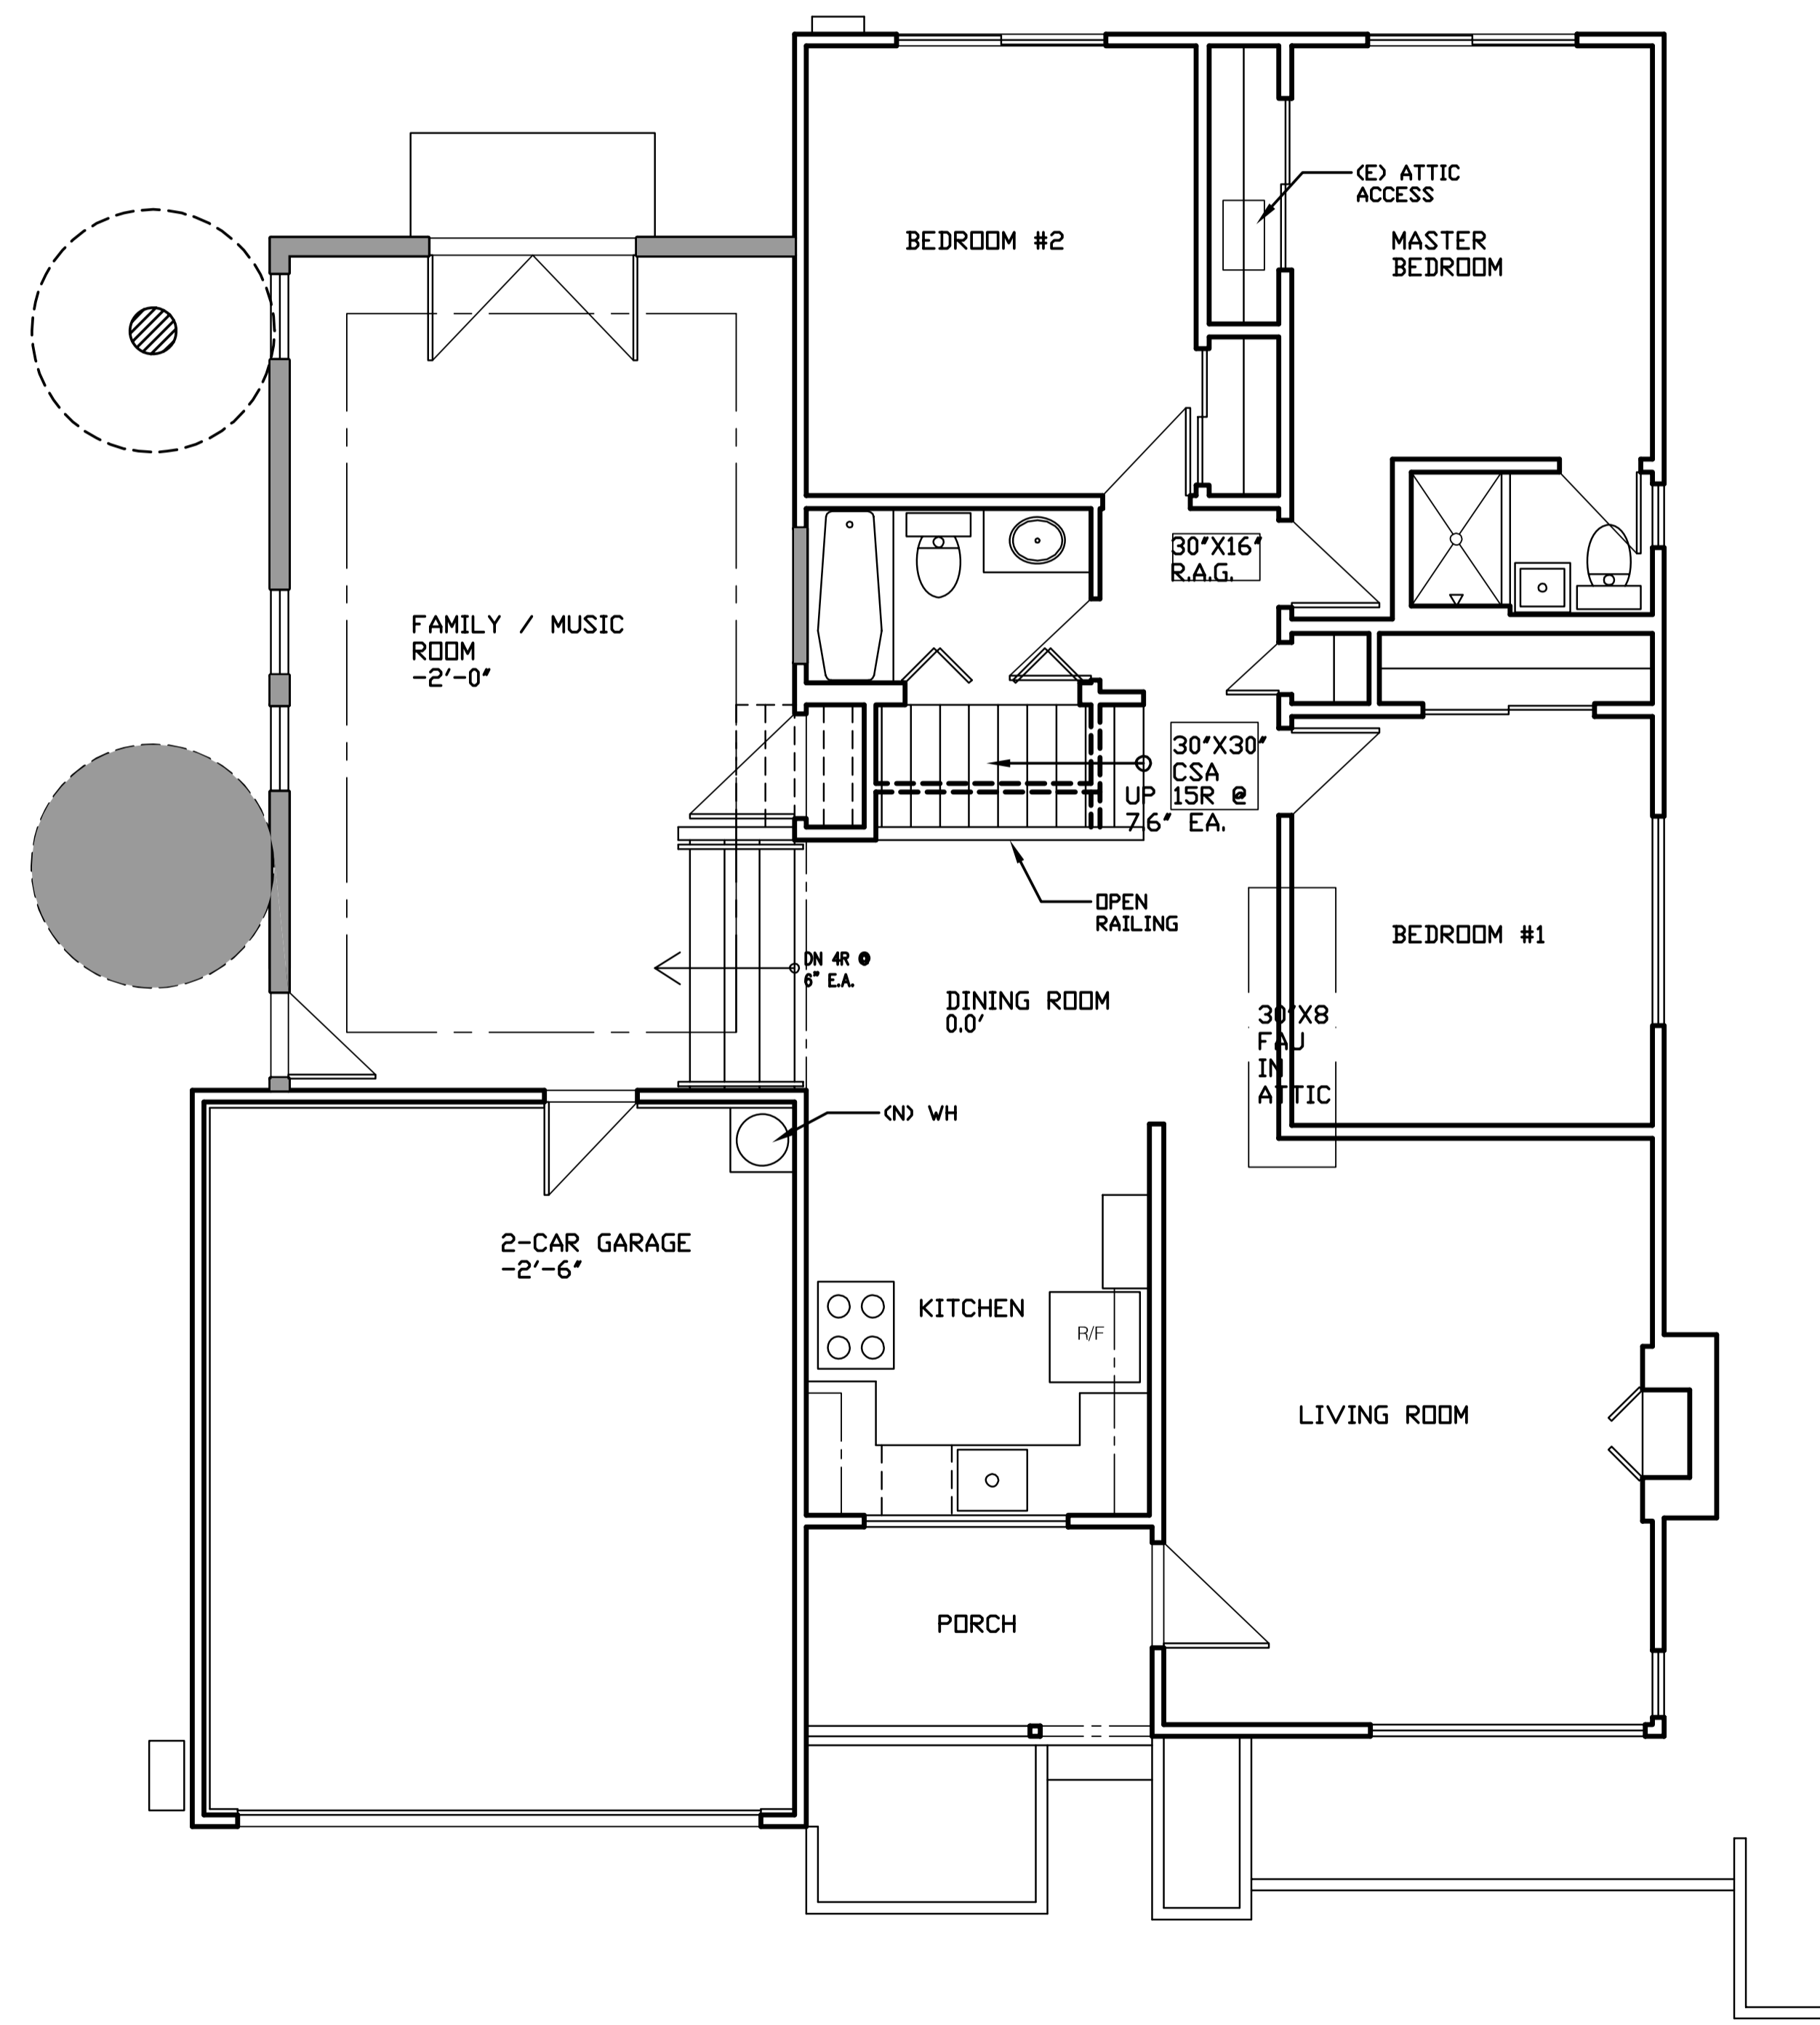 (E) ATTIC
ACCESS
BEDROOM #2
MASTER
BEDROOM
30"X16"
R.A.G.
FAMILY / MUSIC
ROOM
-2'-0"
30"X30"
CSA
UP 15R @
7.6" EA.
OPEN
RAILING
BEDROOM #1
DN 4R @
6" E.A.
DINING ROOM
0.0'
30"X8
FAU
IN
ATTIC
(N) WH
2-CAR GARAGE
-2'-6"
KITCHEN
R/F
LIVING ROOM
PORCH